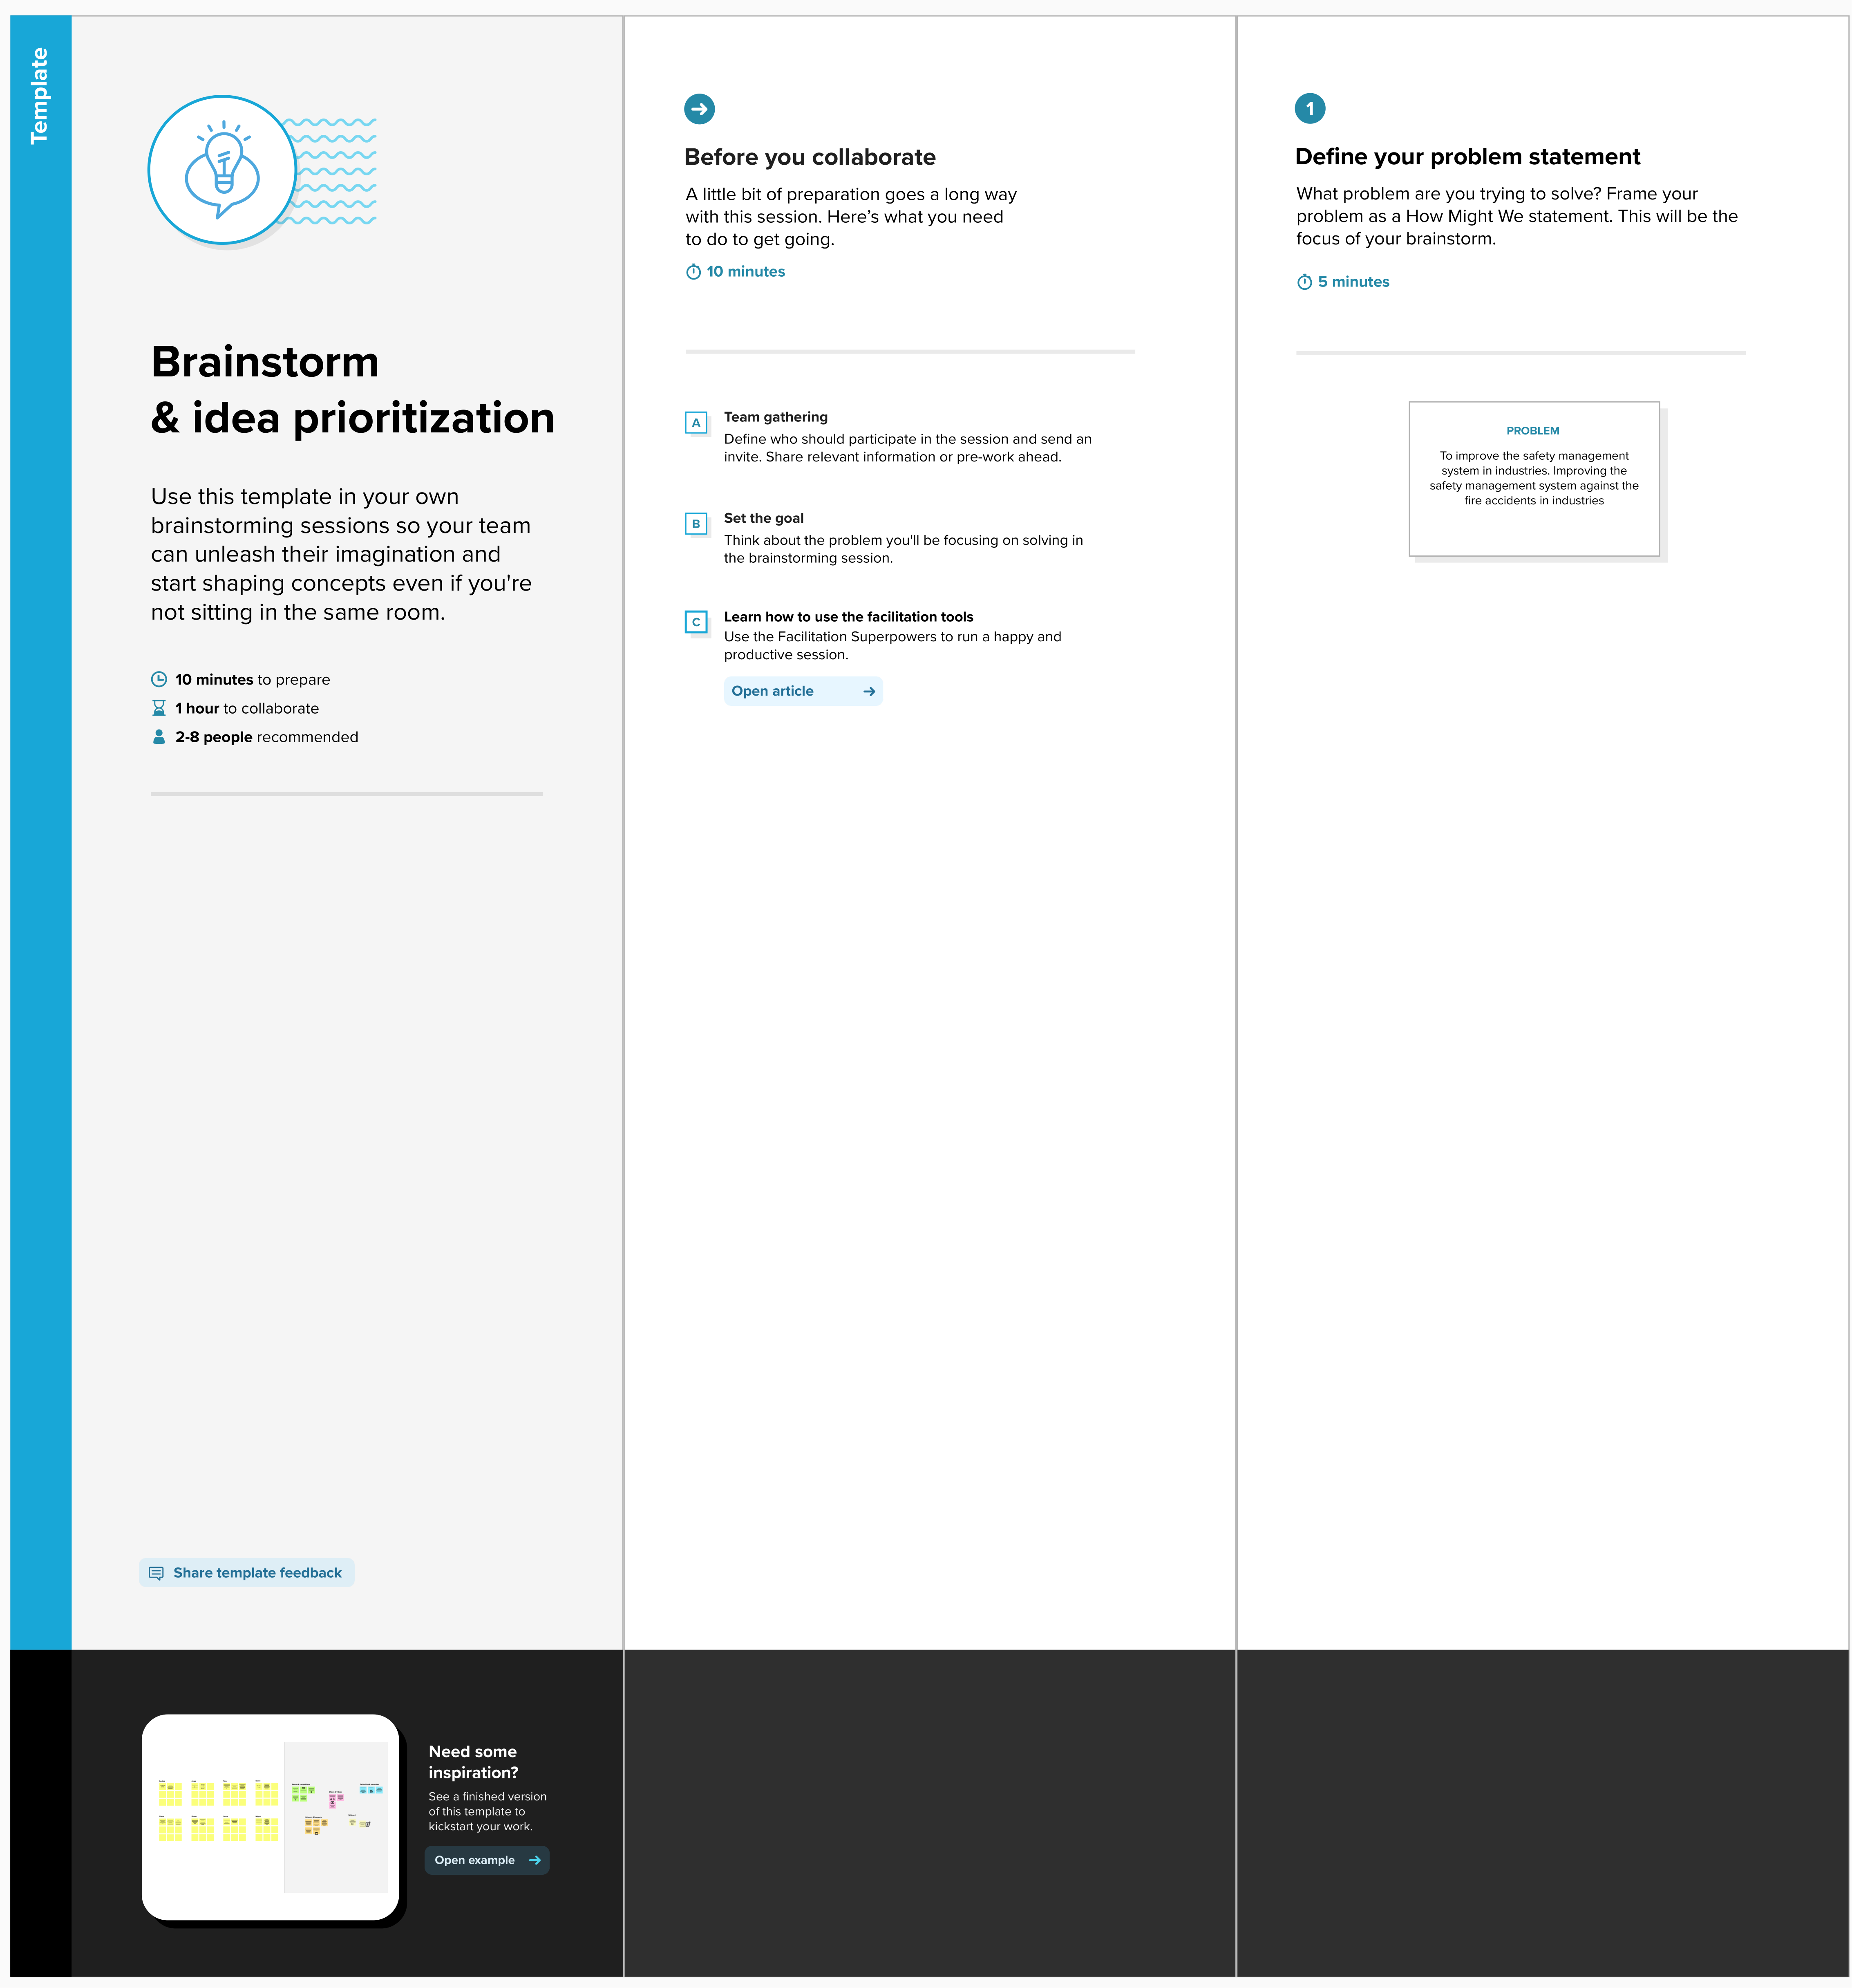 Template
Brainstorm
& idea prioritization
Use this template in your own
brainstorming sessions so your team
can unleash their imagination and
start shaping concepts even if you're
not sitting in the same room.
10 minutes to prepare
1 hour to collaborate
2-8 people recommended
Share template feedback
Need some
inspiration?
See a finished version
of this template to
kickstart your work.
Open example
Before you collaborate
A little bit of preparation goes a long way
with this session. Here’s what you need
to do to get going.
10 minutes
A
Team gathering
Define who should participate in the session and send an
invite. Share relevant information or pre-work ahead.
B
Set the goal
Think about the problem you'll be focusing on solving in
the brainstorming session.
C
Learn how to use the facilitation tools
Use the Facilitation Superpowers to run a happy and
productive session.
Open article
1
Define your problem statement
What problem are you trying to solve? Frame your
problem as a How Might We statement. This will be the
focus of your brainstorm.
5 minutes
PROBLEM
To improve the safety management
system in industries. Improving the
safety management system against the
fire accidents in industries